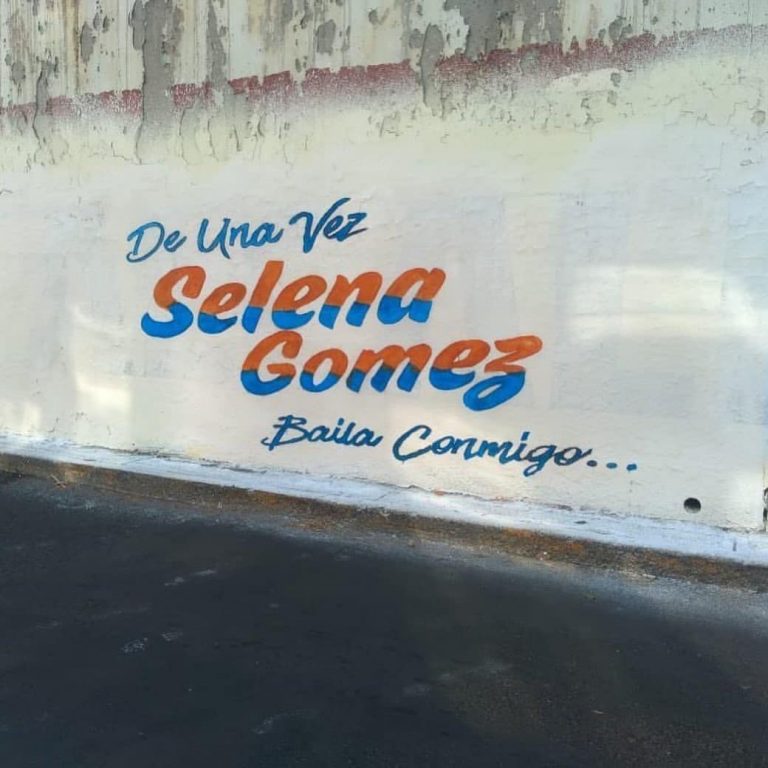 De Una Vez
Selena
Gomez
Baila Conmigo...